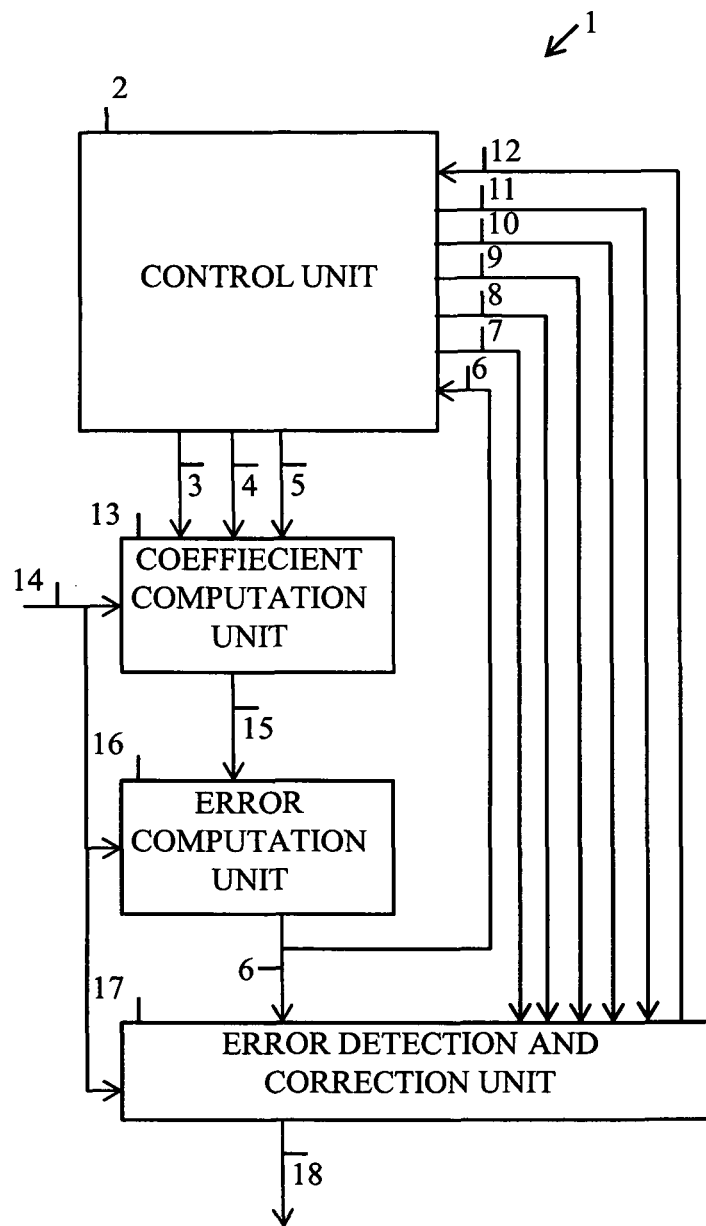 1
2
12
11
10
9
8
7
6
CONTROL UNIT
3
4
5
13
14
COEFFIECIENT
COMPUTATION
UNIT
15
16
ERROR
COMPUTATION
UNIT
6
17
ERROR DETECTION AND
CORRECTION UNIT
18